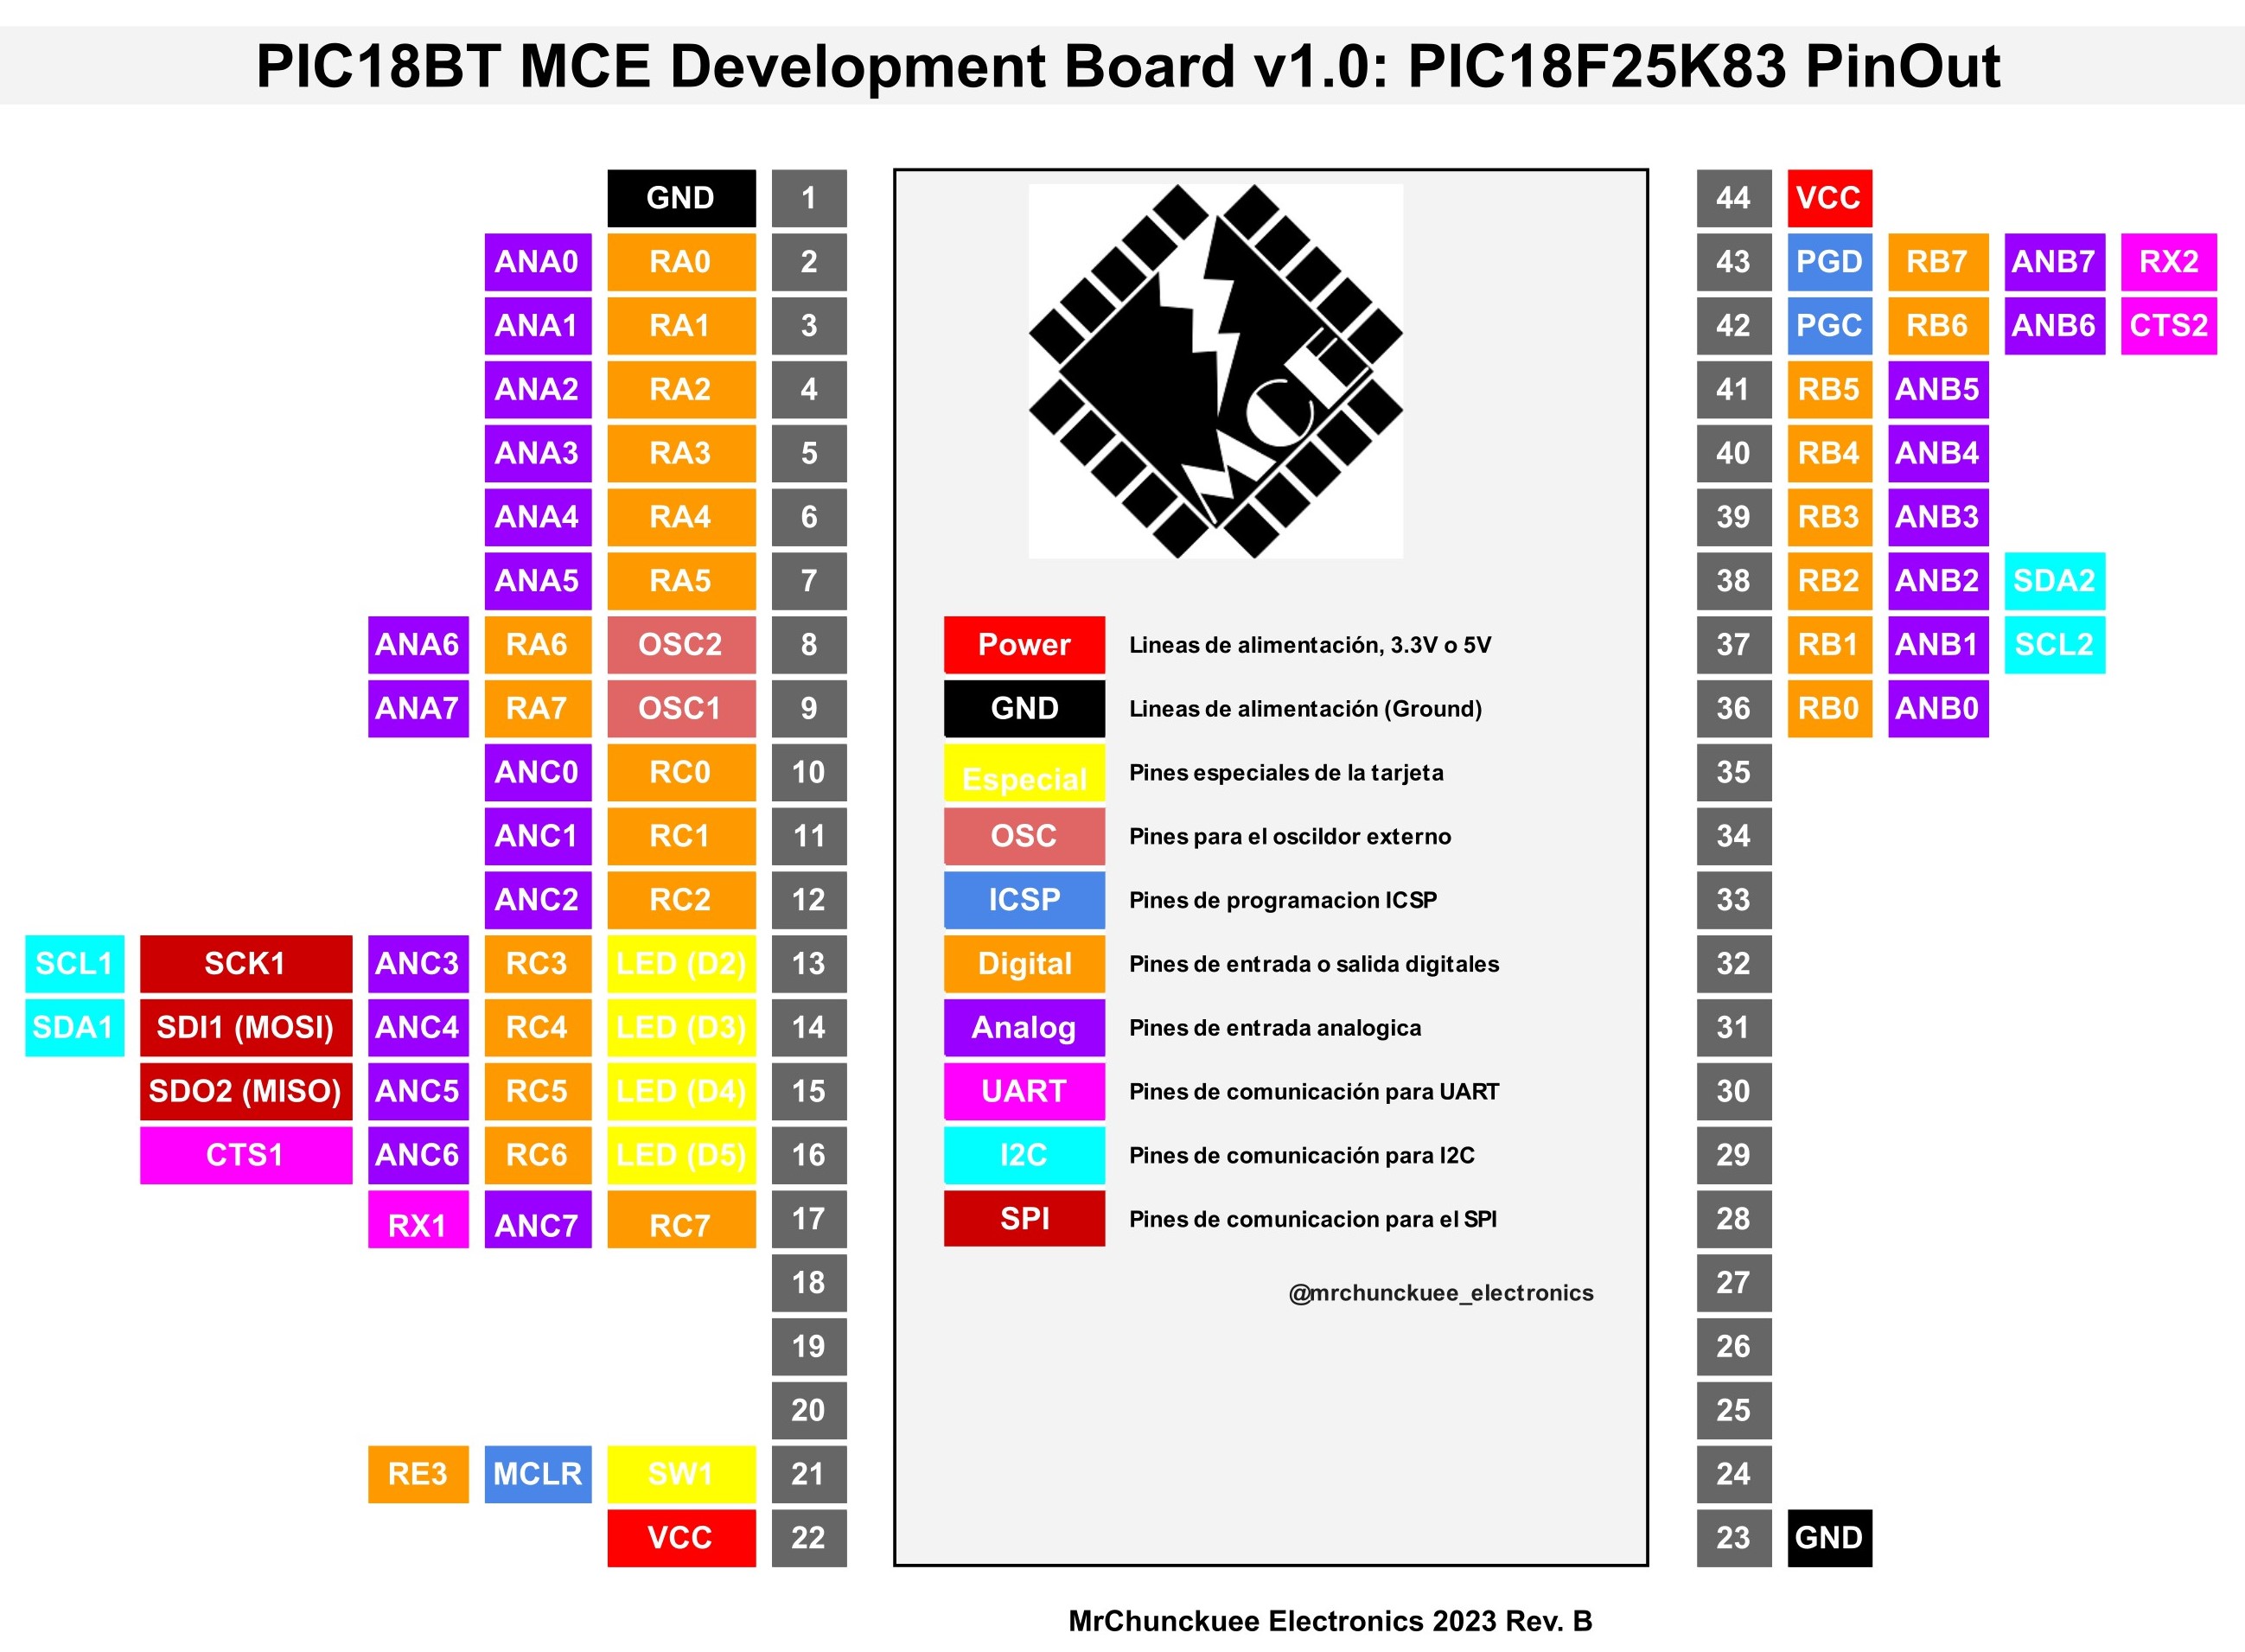 PIC18BT MCE Development Board v1.0: PIC18F25K83 PinOut
GND 1
ANA0 RA0 2
ANA1 RA1 3
ANA2 RA2 4
ANA3 RA3 5
ANA4 RA4 6
ANA5 RA5 7
ANA6 RA6 OSC2 8
ANA7 RA7 OSC1 9
ANC0 RC0 10
ANC1 RC1 11
ANC2 RC2 12
SCL1 SCK1 ANC3 RC3 LED (D2) 13
SDA1 SDI1 (MOSI) ANC4 RC4 LED (D3) 14
SDO2 (MISO) ANC5 RC5 LED (D4) 15
CTS1 ANC6 RC6 LED (D5) 16
RX1 ANC7 RC7 17
18
19
20
RE3 MCLR SW1 21
VCC 22
MCE
Power Lineas de alimentación, 3.3V o 5V
GND Lineas de alimentación (Ground)
Especial Pines especiales de la tarjeta
OSC Pines para el oscildor externo
ICSP Pines de programacion ICSP
Digital Pines de entrada o salida digitales
Analog Pines de entrada analogica
UART Pines de comunicación para UART
I2C Pines de comunicación para I2C
SPI Pines de comunicacion para el SPI
@mrchunckuee_electronics
44 VCC
43 PGD RB7 ANB7 RX2
42 PGC RB6 ANB6 CTS2
41 RB5 ANB5
40 RB4 ANB4
39 RB3 ANB3
38 RB2 ANB2 SDA2
37 RB1 ANB1 SCL2
36 RB0 ANB0
35
34
33
32
31
30
29
28
27
26
25
24
23 GND
MrChunckuee Electronics 2023 Rev. B